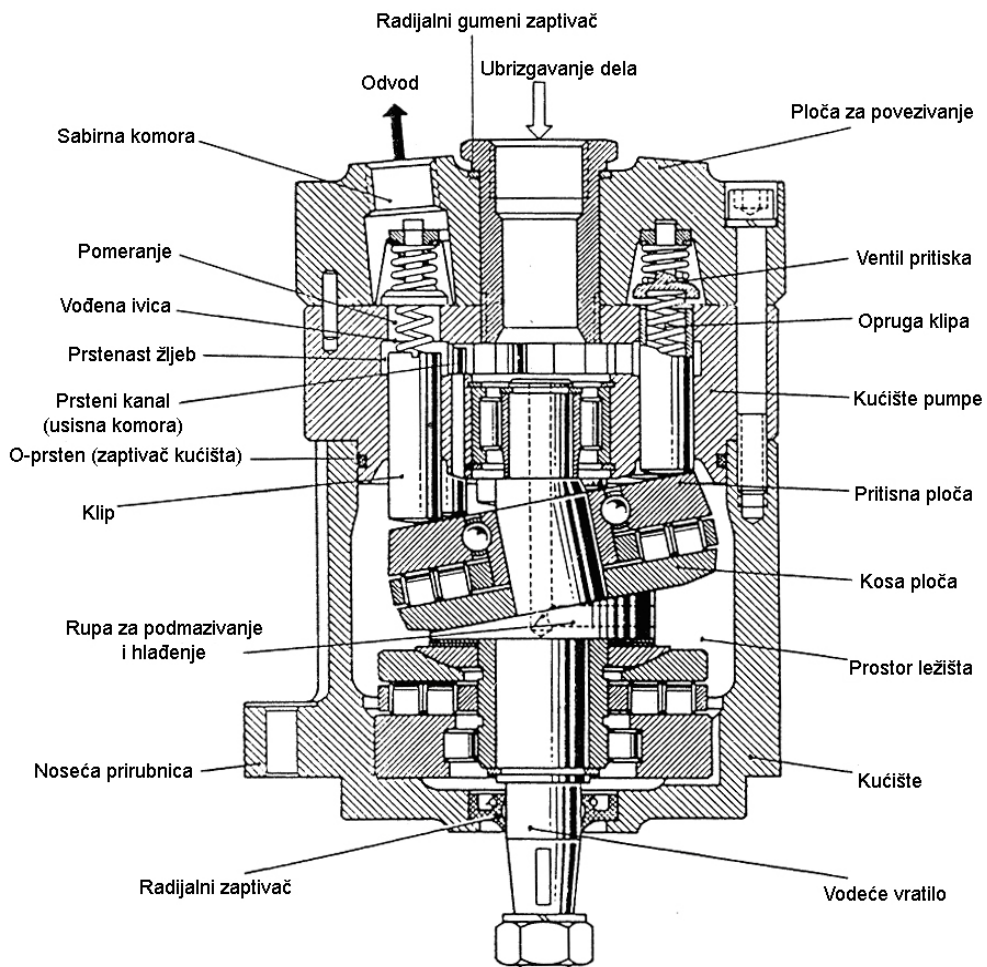 Radijalni gumeni zaptivač
Odvod
Ubrizgavanje dela
Ploča za povezivanje
Sabirna komora
Pomeranje
Ventil pritiska
Vođena ivica
Opruga klipa
Prstenast žljeb
Prsteni kanal
(usisna komora)
Kućište pumpe
O-prsten (zaptivač kućišta)
Pritisna ploča
Klip
Kosa ploča
Rupa za podmazivanje
i hlađenje
Prostor ležišta
Noseća prirubnica
Kućište
Radijalni zaptivač
Vodeće vratilo